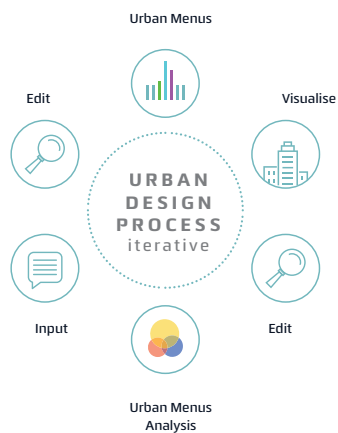 Urban Menus
Edit
Visualise
URBAN
DESIGN
PROCESS
iterative
Input
Edit
Urban Menus
Analysis